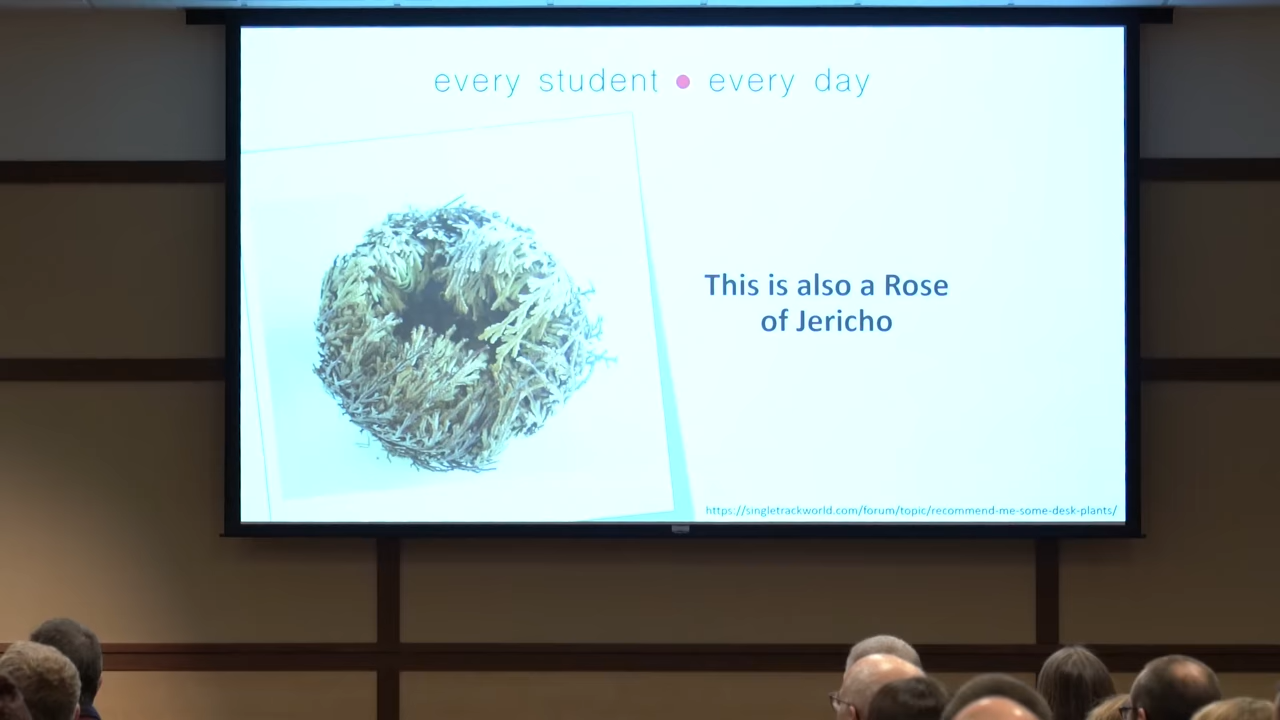 every student • every day
This is also a Rose
of Jericho
https://singletrackworld.com/forum/topic/recommend-me-some-desk-plants/